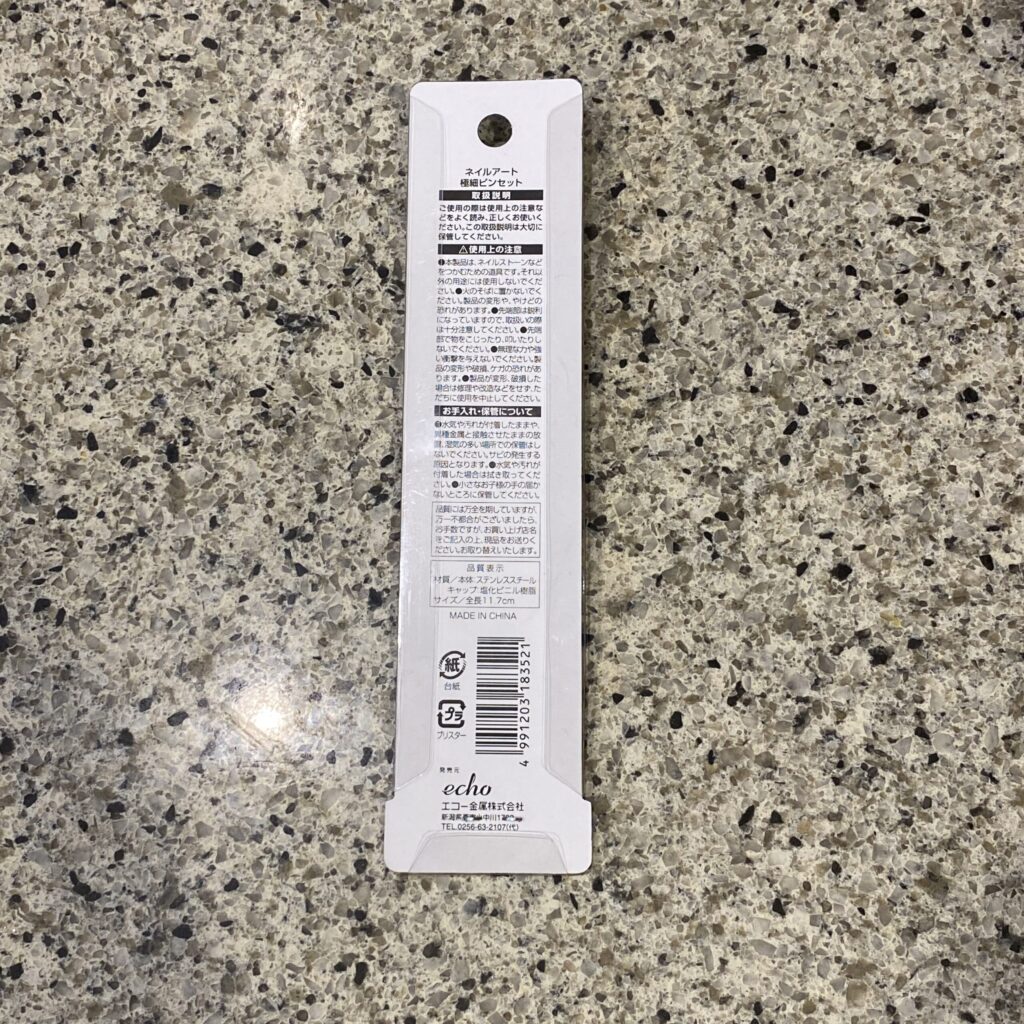 ネイルアート
極細ピンセット
取扱説明
ご使用の際は使用上の注意な
どをよく読み、正しくお使いく
ださい。この取扱説明は大切に
保管してください。
⚠使用上の注意
●本製品は、ネイルストーンなど
をつかむための道具です。それ以
外の用途には使用しないでくだ
さい。●火のそばに置かないでく
ださい。製品の変形や、やけどの
恐れがあります。●先端部は鋭利
になっていますので、取扱いの際
は十分注意してください。●先端
部で物をこじったり、叩いたりし
ないでください。●無理な力や強
い衝撃を与えないでください。製
品の変形や破損、ケガの恐れがあ
ります。●製品が変形、破損した
場合は修理や改造などをせず、た
だちに使用を中止してください。
お手入れ・保管について
●水気や汚れが付着したままや、
異種金属と接触させたままの放
置、湿気の多い場所での保管はし
ないでください。サビの発生する
原因となります。●水気や汚れが
付着した場合は拭き取ってくだ
さい。●小さなお子様の手の届か
ないところに保管してください。
品質には万全を期していますが、
万一不都合がございましたら、
お手数ですが、お買い上げ店名
をご記入の上、現品をお送りく
ださい。お取り替えいたします。
品質表示
材質／本体:ステンレススチール
キャップ:塩化ビニル樹脂
サイズ／全長11.7cm
MADE IN CHINA
紙
台紙
プラ
ブリスター
4 991203 183521
発売元
echo
エコー金属株式会社
新潟県 中川1
TEL.0256-63-2107(代)